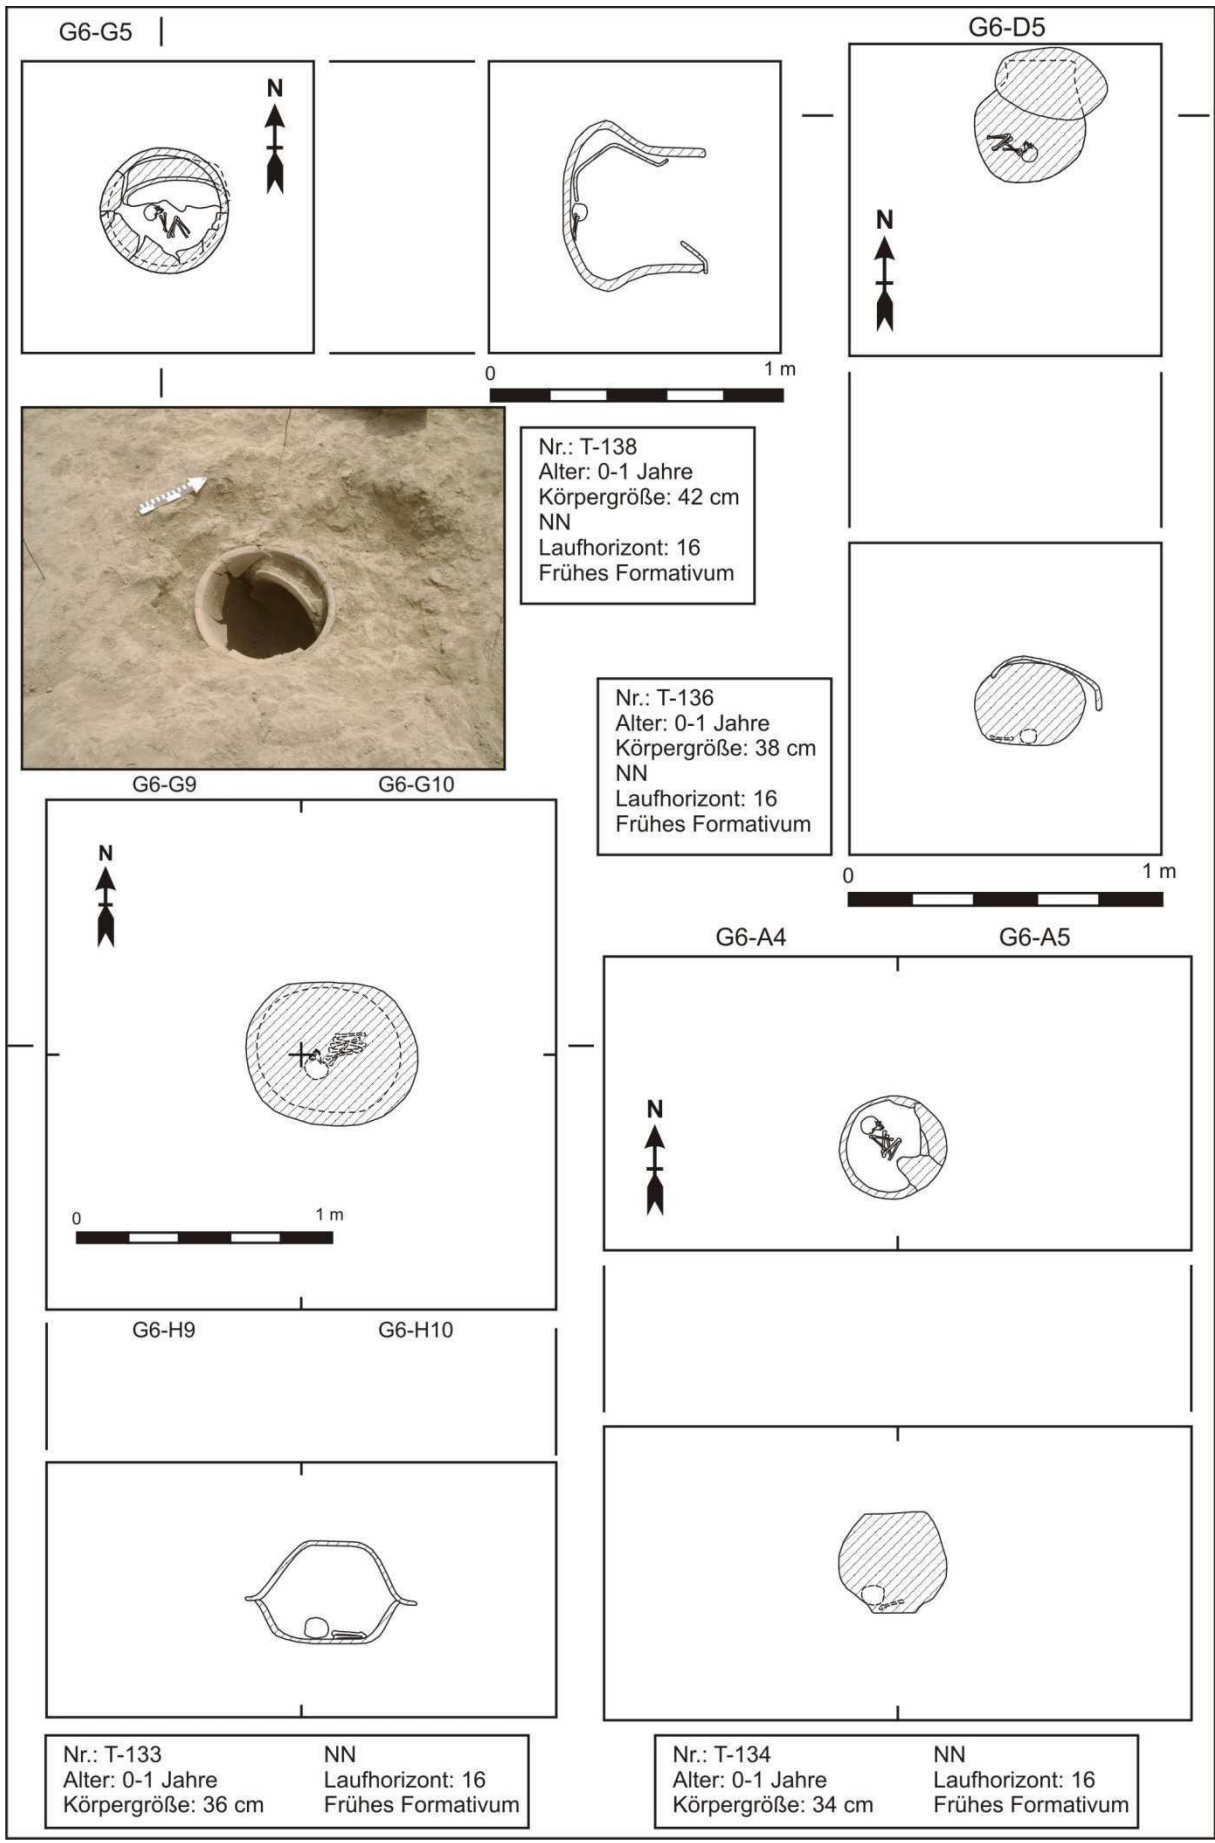 G6-G5
N
0 1 m
G6-D5
N
Nr.: T-138
Alter: 0-1 Jahre
Körpergröße: 42 cm
NN
Laufhorizont: 16
Frühes Formativum
Nr.: T-136
Alter: 0-1 Jahre
Körpergröße: 38 cm
NN
Laufhorizont: 16
Frühes Formativum
0 1 m
G6-G9 G6-G10
N
0 1 m
G6-H9 G6-H10
Nr.: T-133
Alter: 0-1 Jahre
Körpergröße: 36 cm
NN
Laufhorizont: 16
Frühes Formativum
G6-A4 G6-A5
N
Nr.: T-134
Alter: 0-1 Jahre
Körpergröße: 34 cm
NN
Laufhorizont: 16
Frühes Formativum